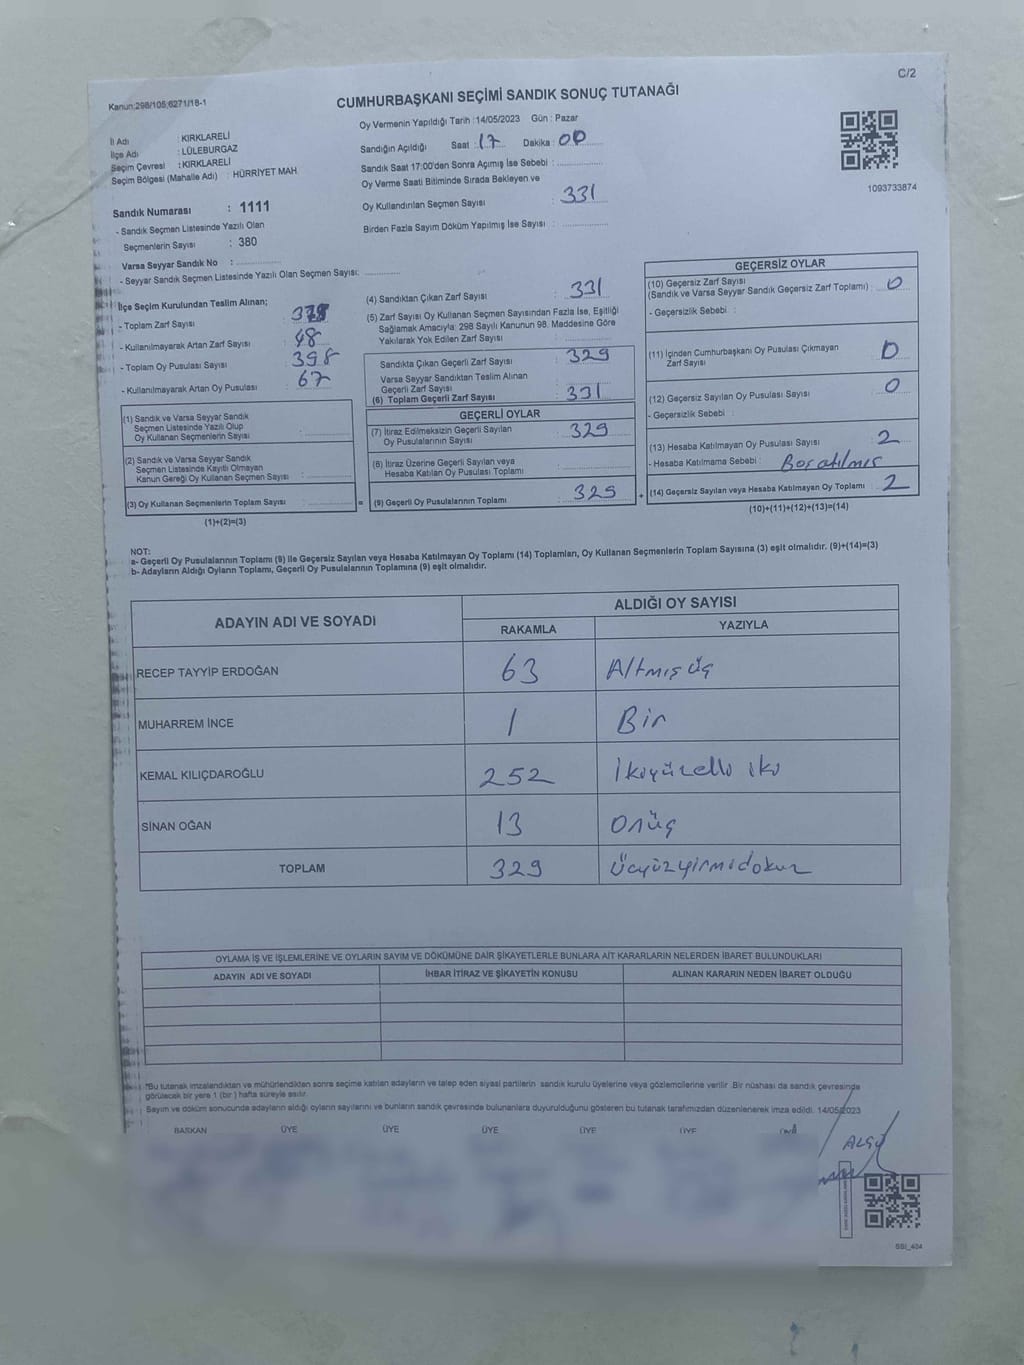 C/2
Kanun:298/105;6271/18-1
CUMHURBAŞKANI SEÇİMİ SANDIK SONUÇ TUTANAĞI
İl Adı : KIRKLARELİ
İlçe Adı : LÜLEBURGAZ
Seçim Çevresi : KIRKLARELİ
Seçim Bölgesi (Mahalle Adı) : HÜRRİYET MAH
Sandık Numarası : 1111
- Sandık Seçmen Listesinde Yazılı Olan
Seçmenlerin Sayısı : 380
Varsa Seyyar Sandık No :
- Seyyar Sandık Seçmen Listesinde Yazılı Olan Seçmen Sayısı:
Oy Vermenin Yapıldığı Tarih :14/05/2023 Gün : Pazar
Sandığın Açıldığı Saat : 17 Dakika : 00
Sandık Saat 17:00'den Sonra Açımış İse Sebebi :
Oy Verme Saati Bitiminde Sırada Bekleyen ve
Oy Kullandırılan Seçmen Sayısı : 331
Birden Fazla Sayım Döküm Yapılmış İse Sayısı :
1093733874
İlçe Seçim Kurulundan Teslim Alınan;
- Toplam Zarf Sayısı :
- Kullanılmayarak Artan Zarf Sayısı : 48
- Toplam Oy Pusulası Sayısı : 398
- Kullanılmayarak Artan Oy Pusulası : 67
(1) Sandık ve Varsa Seyyar Sandık
Seçmen Listesinde Yazılı Olup
Oy Kullanan Seçmenlerin Sayısı :
(2) Sandık ve Varsa Seyyar Sandık
Seçmen Listesinde Kayıtlı Olmayan
Kanun Gereği Oy Kullanan Seçmen Sayısı :
(3) Oy Kullanan Seçmenlerin Toplam Sayısı : =
(1)+(2)=(3)
(4) Sandıktan Çıkan Zarf Sayısı : 331
(5) Zarf Sayısı Oy Kullanan Seçmen Sayısından Fazla İse, Eşitliği
Sağlamak Amacıyla: 298 Sayılı Kanunun 98. Maddesine Göre
Yakılarak Yok Edilen Zarf Sayısı :
Sandıkta Çıkan Geçerli Zarf Sayısı : 329
Varsa Seyyar Sandıktan Teslim Alınan
Geçerli Zarf Sayısı :
(6) Toplam Geçerli Zarf Sayısı : 331
GEÇERLİ OYLAR
(7) İtiraz Edilmeksizin Geçerli Sayılan
Oy Pusulalarının Sayısı : 329
(8) İtiraz Üzerine Geçerli Sayılan veya
Hesaba Katılan Oy Pusulası Toplamı :
(9) Geçerli Oy Pusulalarının Toplamı : 329 +
GEÇERSİZ OYLAR
(10) Geçersiz Zarf Sayısı
(Sandık ve Varsa Seyyar Sandık Geçersiz Zarf Toplamı) : 0
- Geçersizlik Sebebi :
(11) İçinden Cumhurbaşkanı Oy Pusulası Çıkmayan
Zarf Sayısı : 0
(12) Geçersiz Sayılan Oy Pusulası Sayısı : 0
- Geçersizlik Sebebi :
(13) Hesaba Katılmayan Oy Pusulası Sayısı : 2
- Hesaba Katılmama Sebebi : Boş atılmış
(14) Geçersiz Sayılan veya Hesaba Katılmayan Oy Toplamı : 2
(10)+(11)+(12)+(13)=(14)
NOT:
a- Geçerli Oy Pusulalarının Toplamı (9) ile Geçersiz Sayılan veya Hesaba Katılmayan Oy Toplamı (14) Toplamları, Oy Kullanan Seçmenlerin Toplam Sayısına (3) eşit olmalıdır. (9)+(14)=(3)
b- Adayların Aldığı Oyların Toplamı, Geçerli Oy Pusulalarının Toplamına (9) eşit olmalıdır.
ADAYIN ADI VE SOYADI ALDIĞI OY SAYISI
RAKAMLA YAZIYLA
RECEP TAYYİP ERDOĞAN 63 Altmış üç
MUHARREM İNCE 1 Bir
KEMAL KILIÇDAROĞLU 252 İkiyüzelli iki
SİNAN OĞAN 13 Onüç
TOPLAM 329 Üçyüzyirmidokuz
OYLAMA İŞ VE İŞLEMLERİNE VE OYLARIN SAYIM VE DÖKÜMÜNE DAİR ŞİKAYETLERLE BUNLARA AİT KARARLARIN NELERDEN İBARET BULUNDUKLARI
ADAYIN ADI VE SOYADI İHBAR İTİRAZ VE ŞİKAYETİN KONUSU ALINAN KARARIN NEDEN İBARET OLDUĞU
*Bu tutanak imzalandıktan ve mühürlendikten sonra seçime katılan adayların ve talep eden siyasi partilerin sandık kurulu üyelerine veya gözlemcilerine verilir .Bir nüshası da sandık çevresinde
görülecek bir yere 1 (bir ) hafta süreyle asılır.
Sayım ve döküm sonucunda adayların aldığı oyların sayılarını ve bunların sandık çevresinde bulunanlara duyurulduğunu gösteren bu tutanak tarafımızdan düzenlenerek imza edildi. 14/05/2023
BAŞKAN ÜYE ÜYE ÜYE ÜYE ÜYE
SSI_404